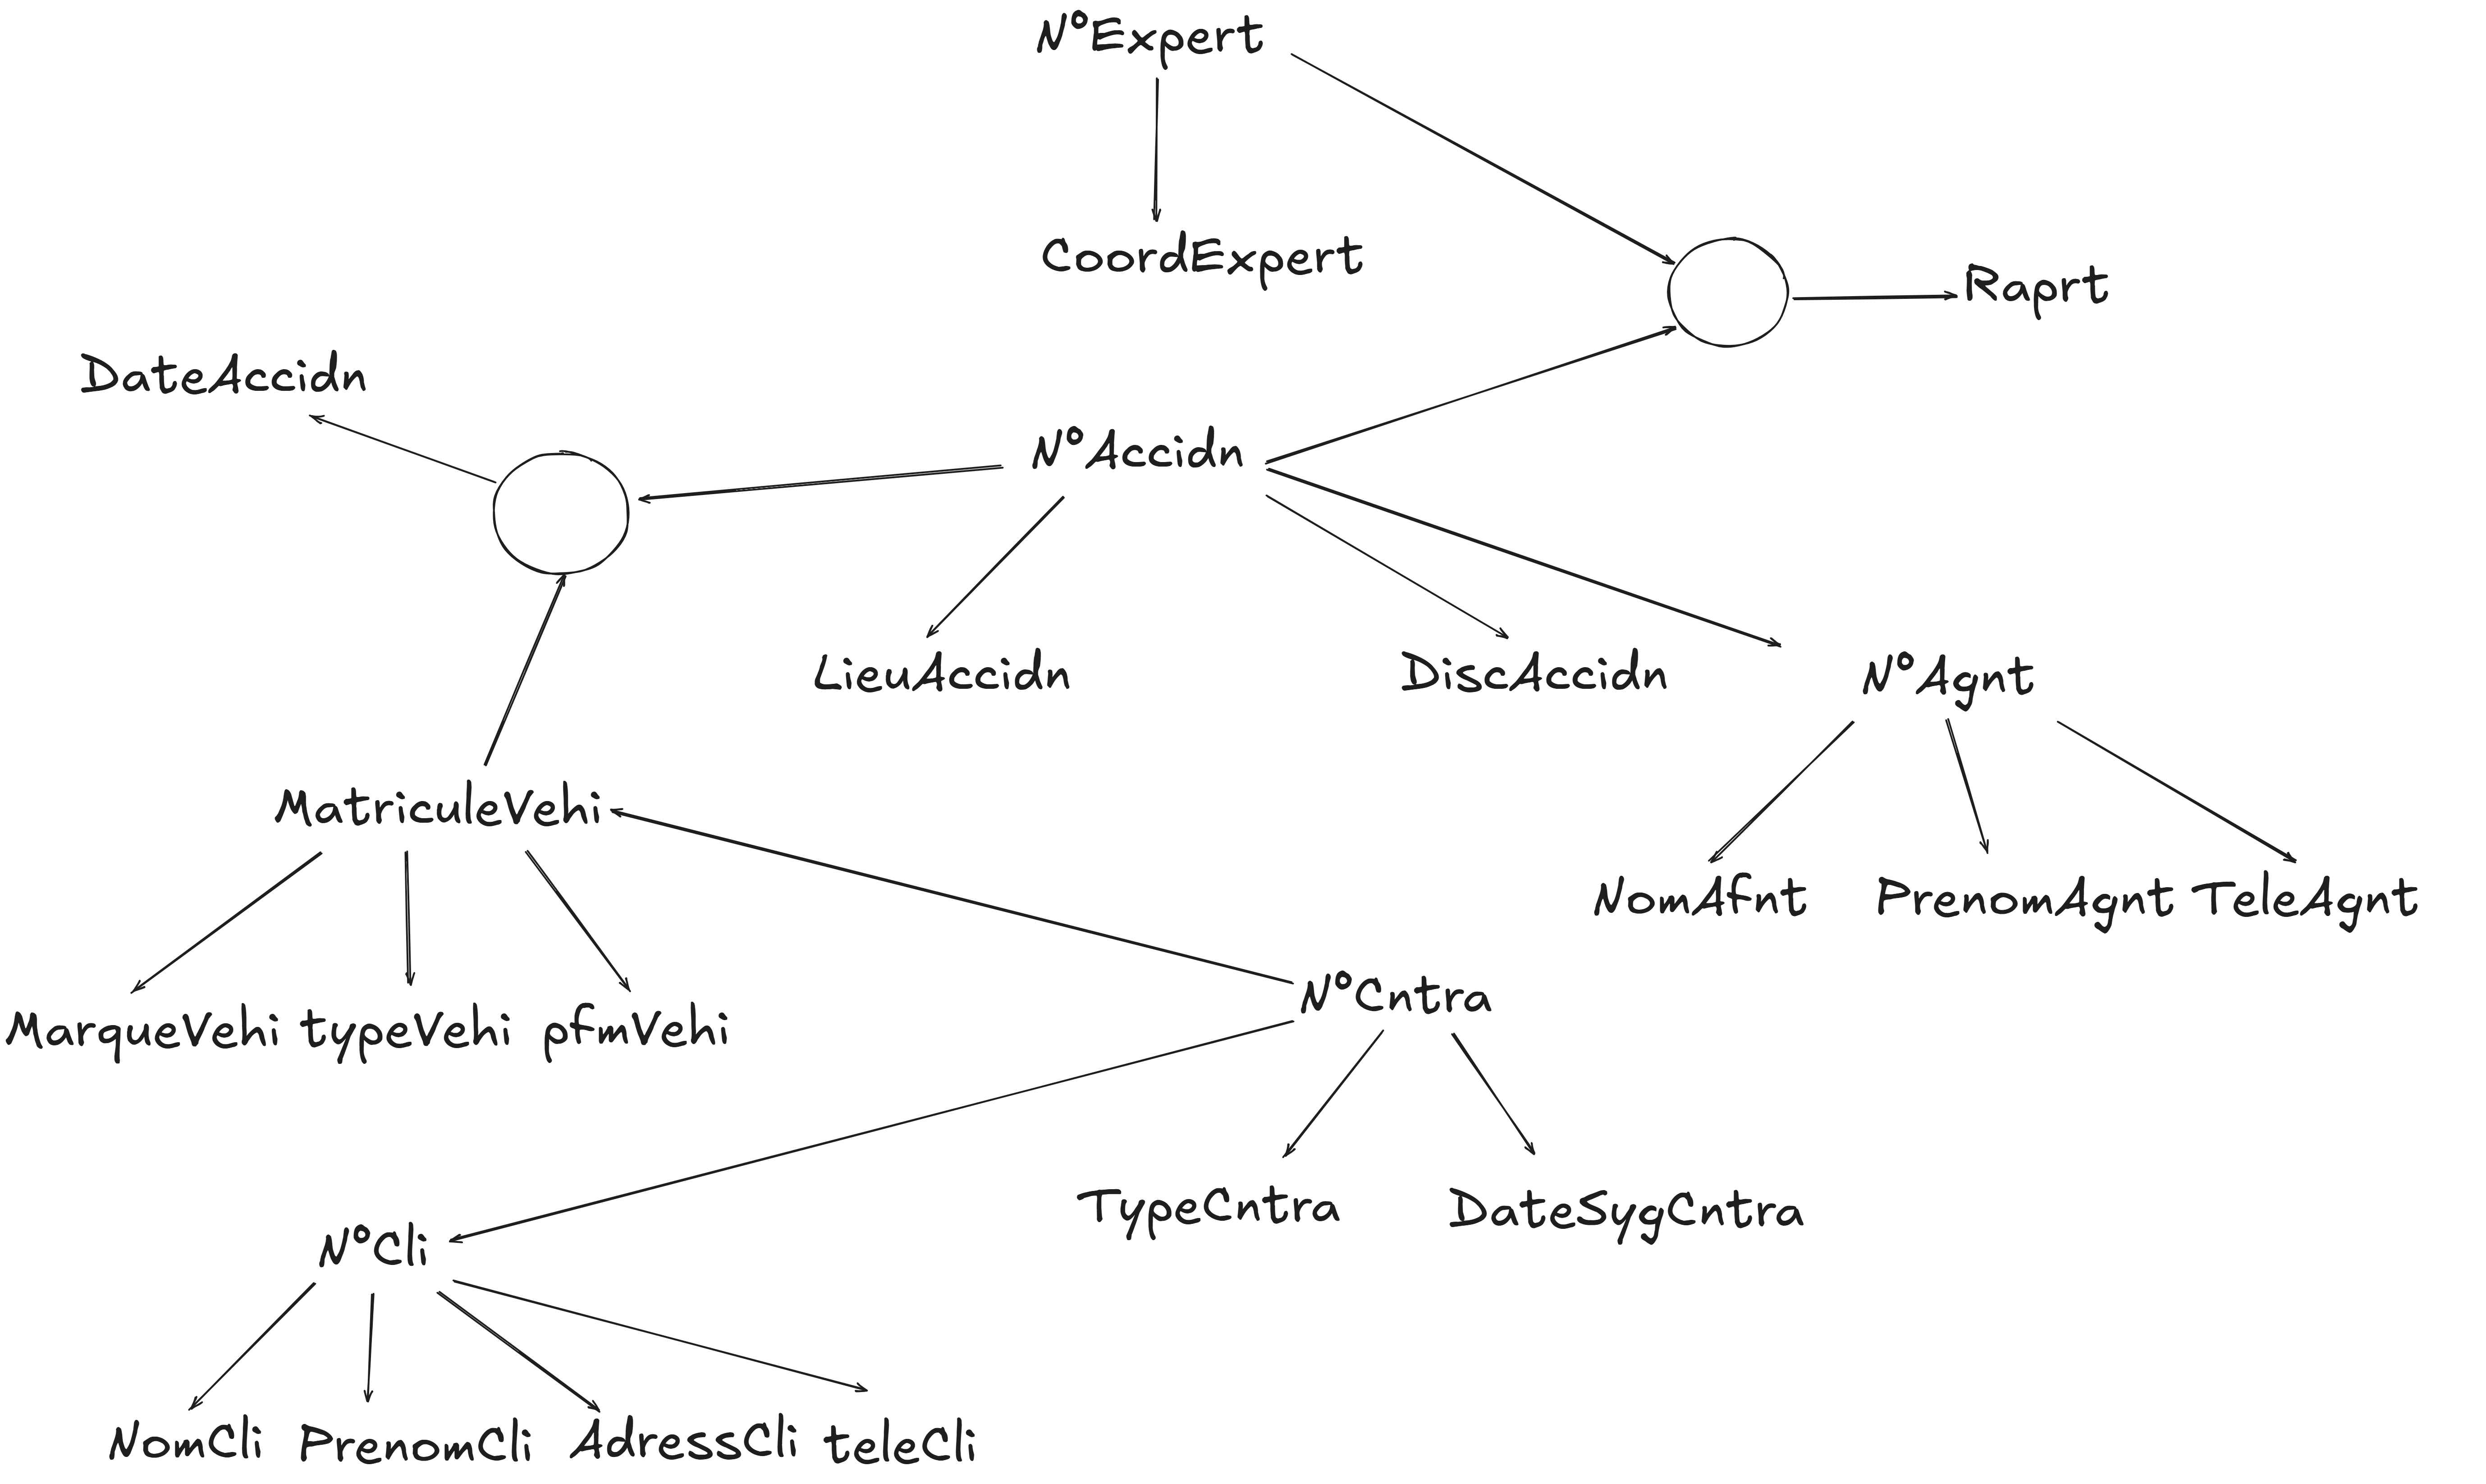 N°Expert
CoordExpert
Raprt
DateAccidn
N°Accidn
LieuAccidn
DiscAccidn
N°Agnt
MatriculeVehi
NomAfnt
PrenomAgnt
TeleAgnt
N°Cntra
MarqueVehi
typeVehi
pfmVehi
TypeCntra
DateSygCntra
N°Cli
NomCli
PrenomCli
AdressCli
teleCli